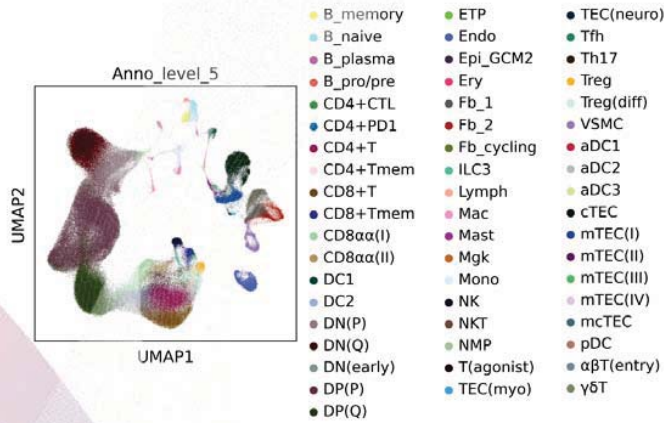 Anno_level_5
UMAP2
UMAP1
B_memory
B_naive
B_plasma
B_pro/pre
CD4+CTL
CD4+PD1
CD4+T
CD4+Tmem
CD8+T
CD8+Tmem
CD8αα(I)
CD8αα(II)
DC1
DC2
DN(P)
DN(Q)
DN(early)
DP(P)
DP(Q)
ETP
Endo
Epi_GCM2
Ery
Fb_1
Fb_2
Fb_cycling
ILC3
Lymph
Mac
Mast
Mgk
Mono
NK
NKT
NMP
T(agonist)
TEC(myo)
TEC(neuro)
Tfh
Th17
Treg
Treg(diff)
VSMC
aDC1
aDC2
aDC3
cTEC
mTEC(I)
mTEC(II)
mTEC(III)
mTEC(IV)
mcTEC
pDC
αβT(entry)
γδT